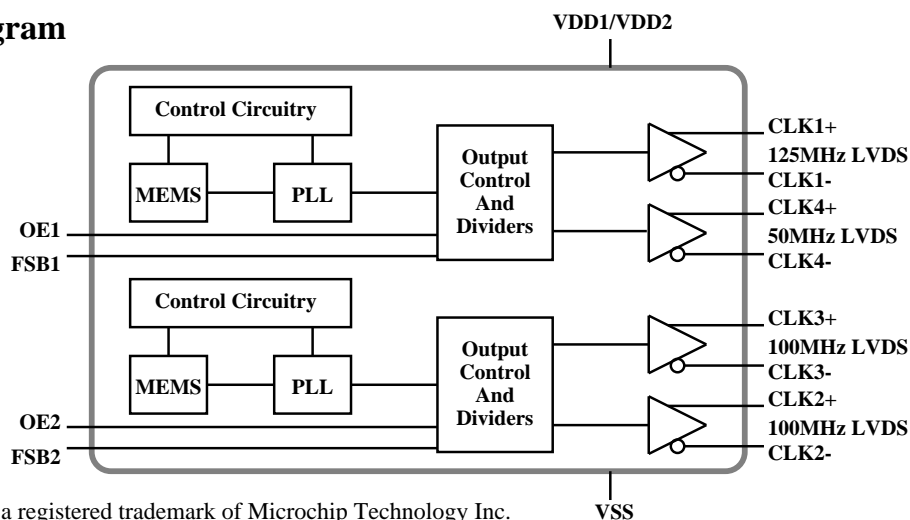 gram
VDD1/VDD2
Control Circuitry
MEMS
PLL
Output
Control
And
Dividers
OE1
FSB1
CLK1+
125MHz LVDS
CLK1-
CLK4+
50MHz LVDS
CLK4-
Control Circuitry
MEMS
PLL
Output
Control
And
Dividers
OE2
FSB2
CLK3+
100MHz LVDS
CLK3-
CLK2+
100MHz LVDS
CLK2-
VSS
a registered trademark of Microchip Technology Inc.